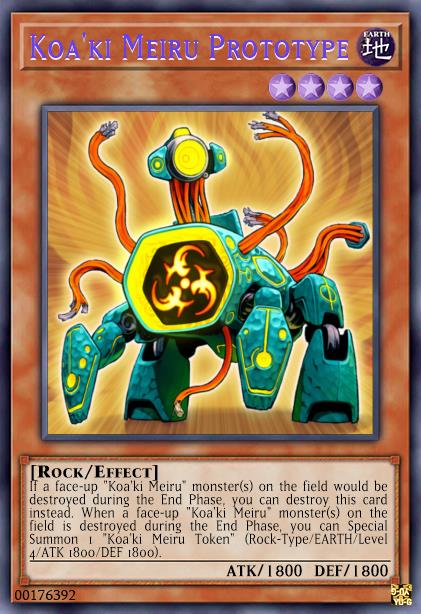 Koa'ki Meiru Prototype
EARTH
地
[Rock/Effect]
If a face-up "Koa'ki Meiru" monster(s) on the field would be
destroyed during the End Phase, you can destroy this card
instead. When a face-up "Koa'ki Meiru" monster(s) on the
field is destroyed during the End Phase, you can Special
Summon 1 "Koa'ki Meiru Token" (Rock-Type/EARTH/Level
4/ATK 1800/DEF 1800).
ATK/1800 DEF/1800
00176392